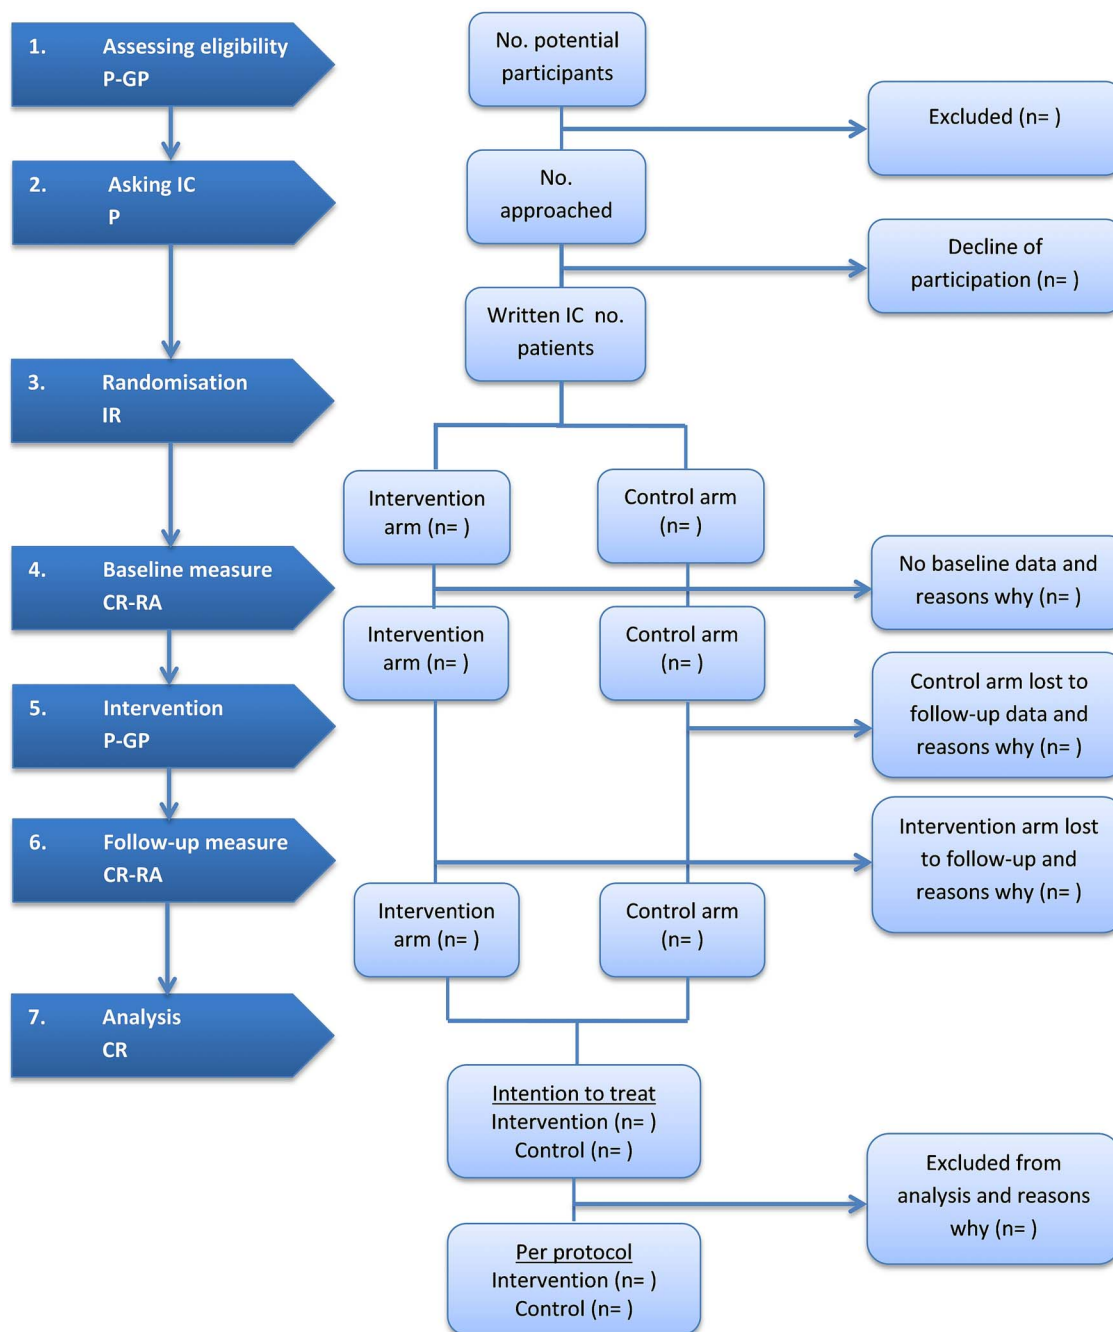 1. Assessing eligibility
P-GP
2. Asking IC
P
3. Randomisation
IR
4. Baseline measure
CR-RA
5. Intervention
P-GP
6. Follow-up measure
CR-RA
7. Analysis
CR
No. potential
participants
Excluded (n= )
No.
approached
Decline of
participation (n= )
Written IC no.
patients
Intervention
arm (n= )
Control arm
(n= )
No baseline data and
reasons why (n= )
Intervention
arm (n= )
Control arm
(n= )
Control arm lost to
follow-up data and
reasons why (n= )
Intervention arm lost
to follow-up and
reasons why (n= )
Intervention
arm (n= )
Control arm
(n= )
Intention to treat
Intervention (n= )
Control (n= )
Excluded from
analysis and reasons
why (n= )
Per protocol
Intervention (n= )
Control (n= )